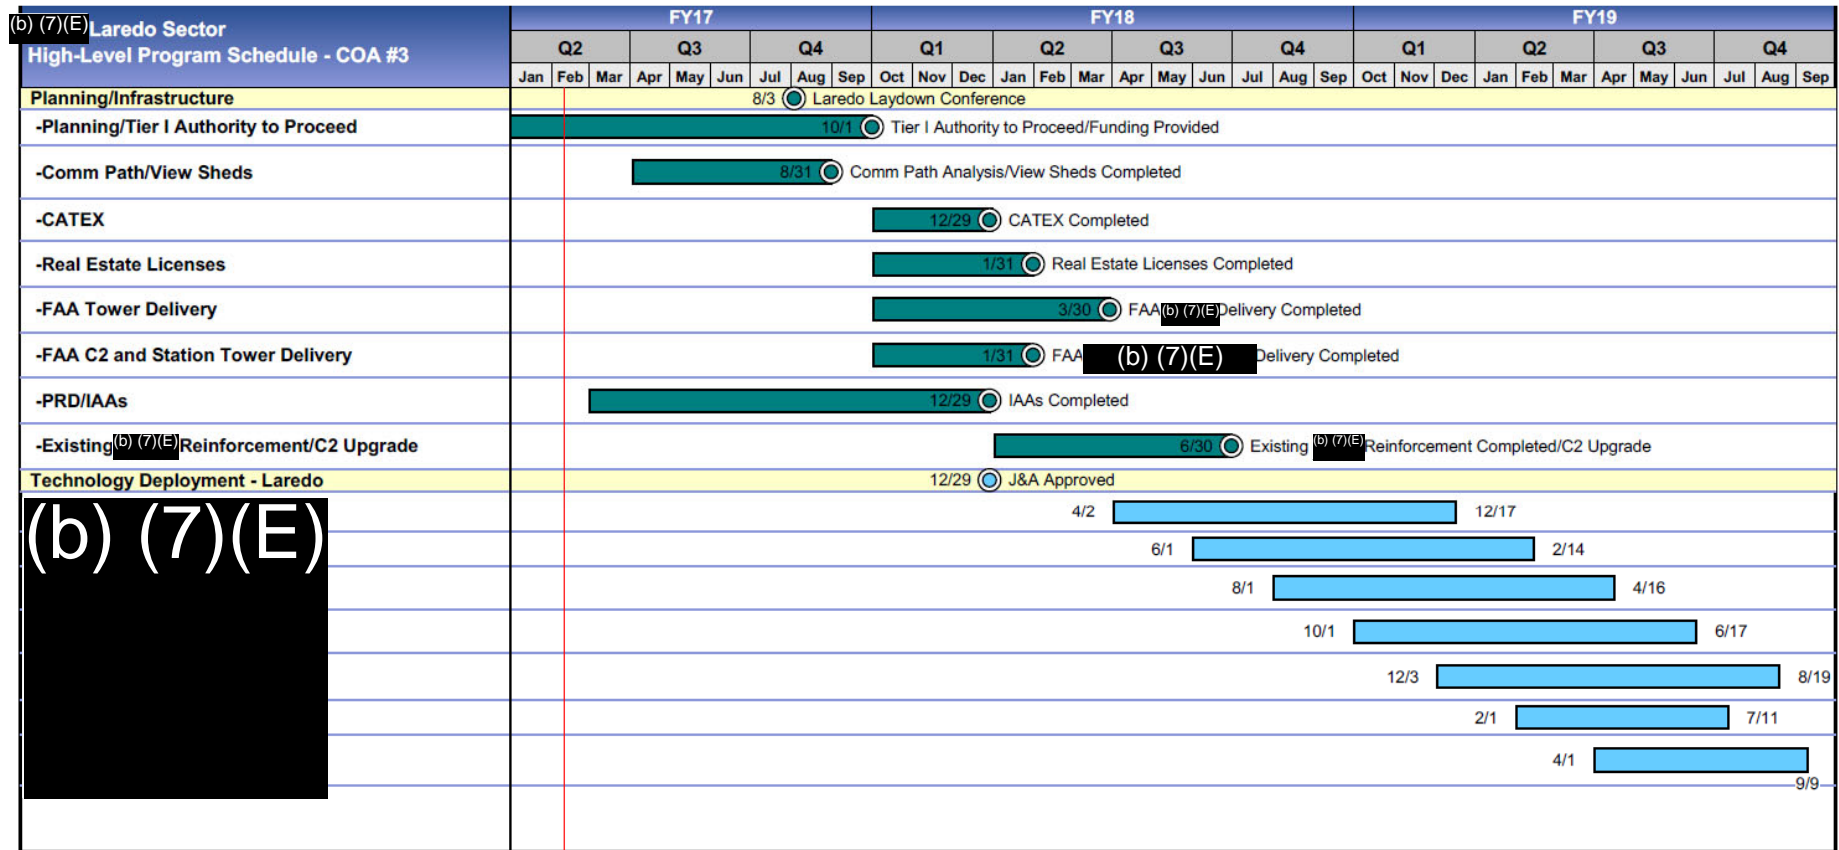 (b) (7)(E) Laredo Sector
High-Level Program Schedule - COA #3
FY17 FY18 FY19
Q2 Q3 Q4 Q1 Q2 Q3 Q4 Q1 Q2 Q3 Q4
Jan Feb Mar Apr May Jun Jul Aug Sep Oct Nov Dec Jan Feb Mar Apr May Jun Jul Aug Sep Oct Nov Dec Jan Feb Mar Apr May Jun Jul Aug Sep
Planning/Infrastructure 8/3 Laredo Laydown Conference
-Planning/Tier I Authority to Proceed 10/1 Tier I Authority to Proceed/Funding Provided
-Comm Path/View Sheds 8/31 Comm Path Analysis/View Sheds Completed
-CATEX 12/29 CATEX Completed
-Real Estate Licenses 1/31 Real Estate Licenses Completed
-FAA Tower Delivery 3/30 FAA (b) (7)(E) Delivery Completed
-FAA C2 and Station Tower Delivery 1/31 FAA (b) (7)(E) Delivery Completed
-PRD/IAAs 12/29 IAAs Completed
-Existing (b) (7)(E) Reinforcement/C2 Upgrade 6/30 Existing (b) (7)(E) Reinforcement Completed/C2 Upgrade
Technology Deployment - Laredo 12/29 J&A Approved
(b) (7)(E)
4/2 12/17
6/1 2/14
8/1 4/16
10/1 6/17
12/3 8/19
2/1 7/11
4/1
9/9